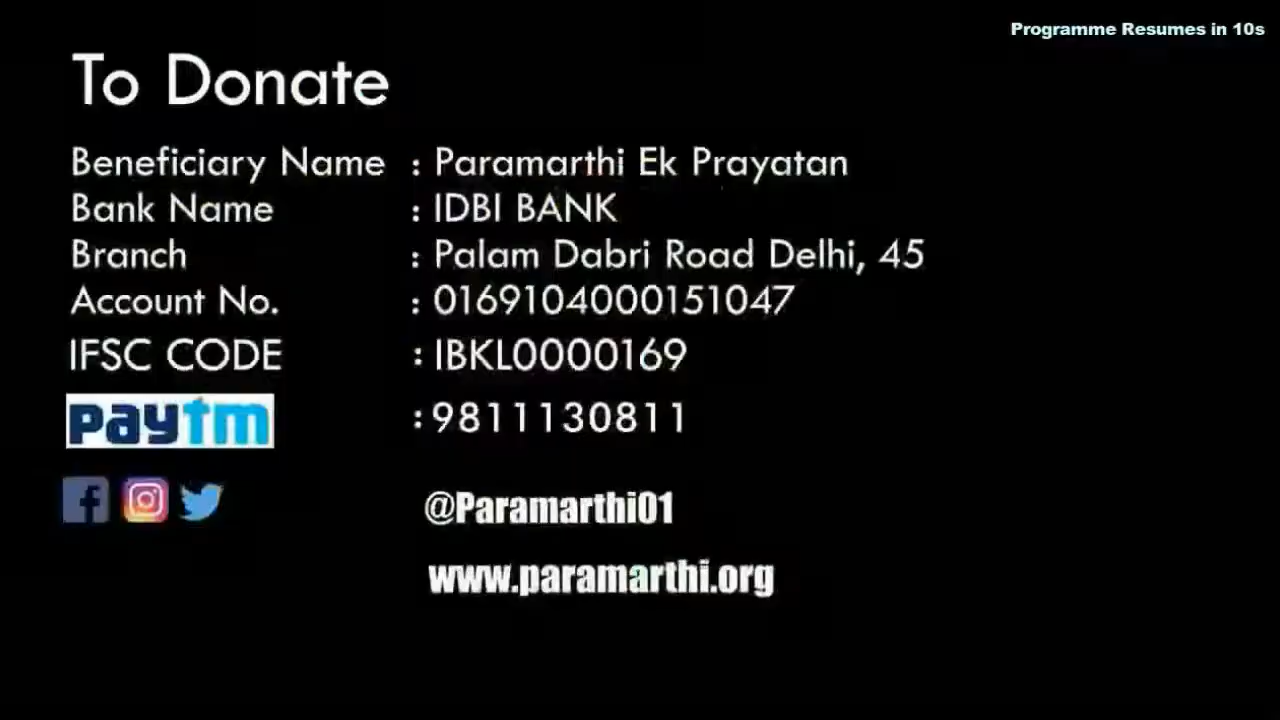 Programme Resumes in 10s
To Donate
Beneficiary Name : Paramarthi Ek Prayatan
Bank Name : IDBI BANK
Branch : Palam Dabri Road Delhi, 45
Account No. : 0169104000151047
IFSC CODE : IBKL0000169
paytm : 9811130811
@Paramarthi01
www.paramarthi.org